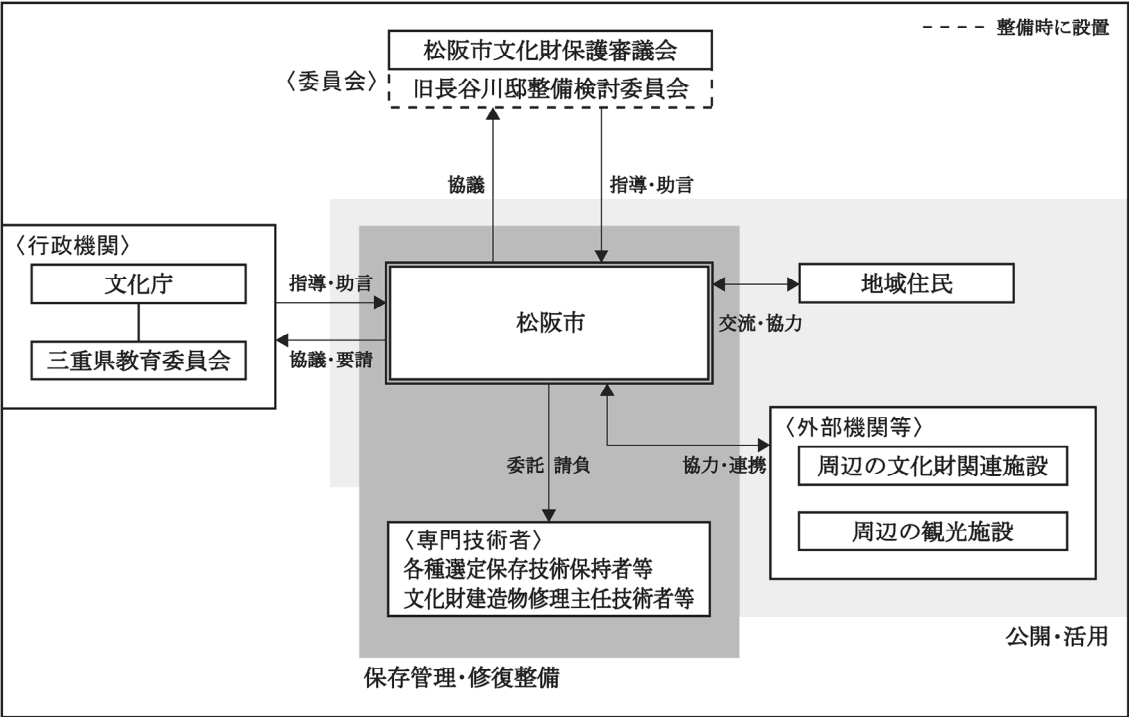 ---- 整備時に設置
松阪市文化財保護審議会
〈委員会〉
旧長谷川邸整備検討委員会
協議
指導・助言
〈行政機関〉
文化庁
三重県教育委員会
指導・助言
協議・要請
松阪市
地域住民
交流・協力
〈外部機関等〉
周辺の文化財関連施設
周辺の観光施設
委託 請負
協力・連携
〈専門技術者〉
各種選定保存技術保持者等
文化財建造物修理主任技術者等
公開・活用
保存管理・修復整備